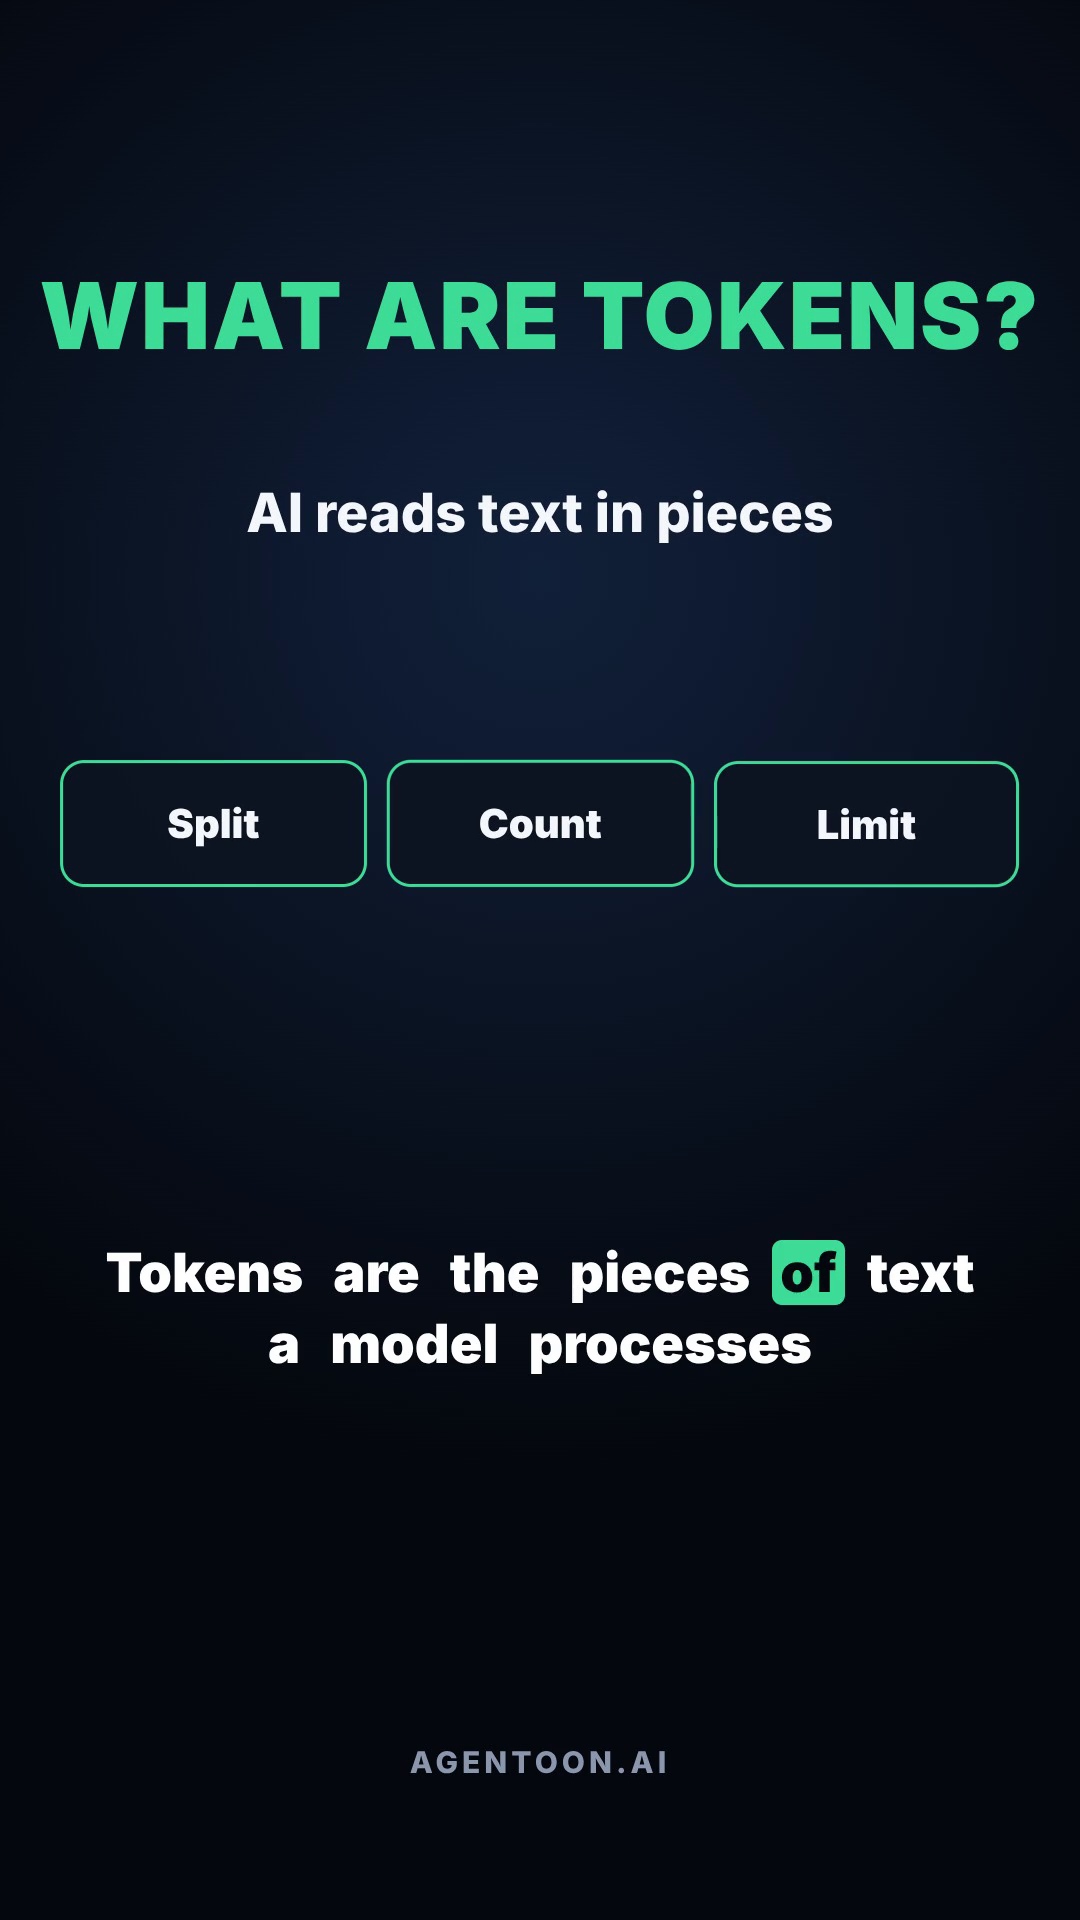 WHAT ARE TOKENS?
AI reads text in pieces
Split
Count
Limit
Tokens are the pieces of text
a model processes
AGENTOON.AI